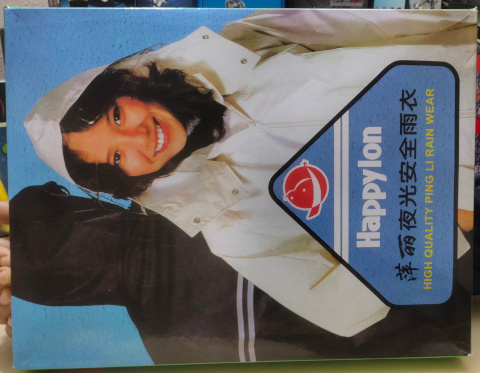 Happylon
萍丽夜光安全雨衣
HIGH QUALITY PING LI RAIN WEAR